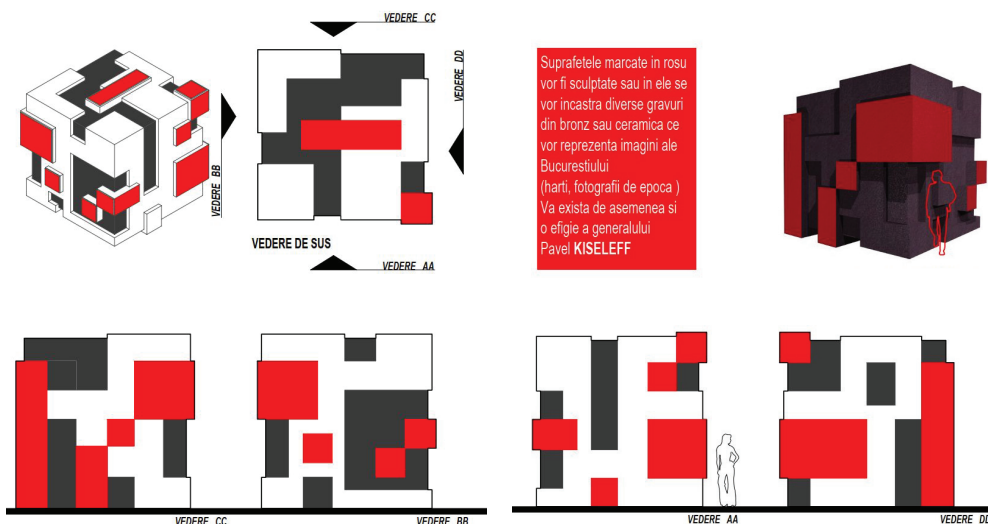 VEDERE CC
VEDERE DD
VEDERE BB
VEDERE DE SUS
VEDERE AA
Suprafetele marcate in rosu
vor fi sculptate sau in ele se
vor incastra diverse gravuri
din bronz sau ceramica ce
vor reprezenta imagini ale
Bucurestiului
(harti, fotografii de epoca )
Va exista de asemenea si
o efigie a generalului
Pavel KISELEFF
VEDERE CC
VEDERE BB
VEDERE AA
VEDERE DD